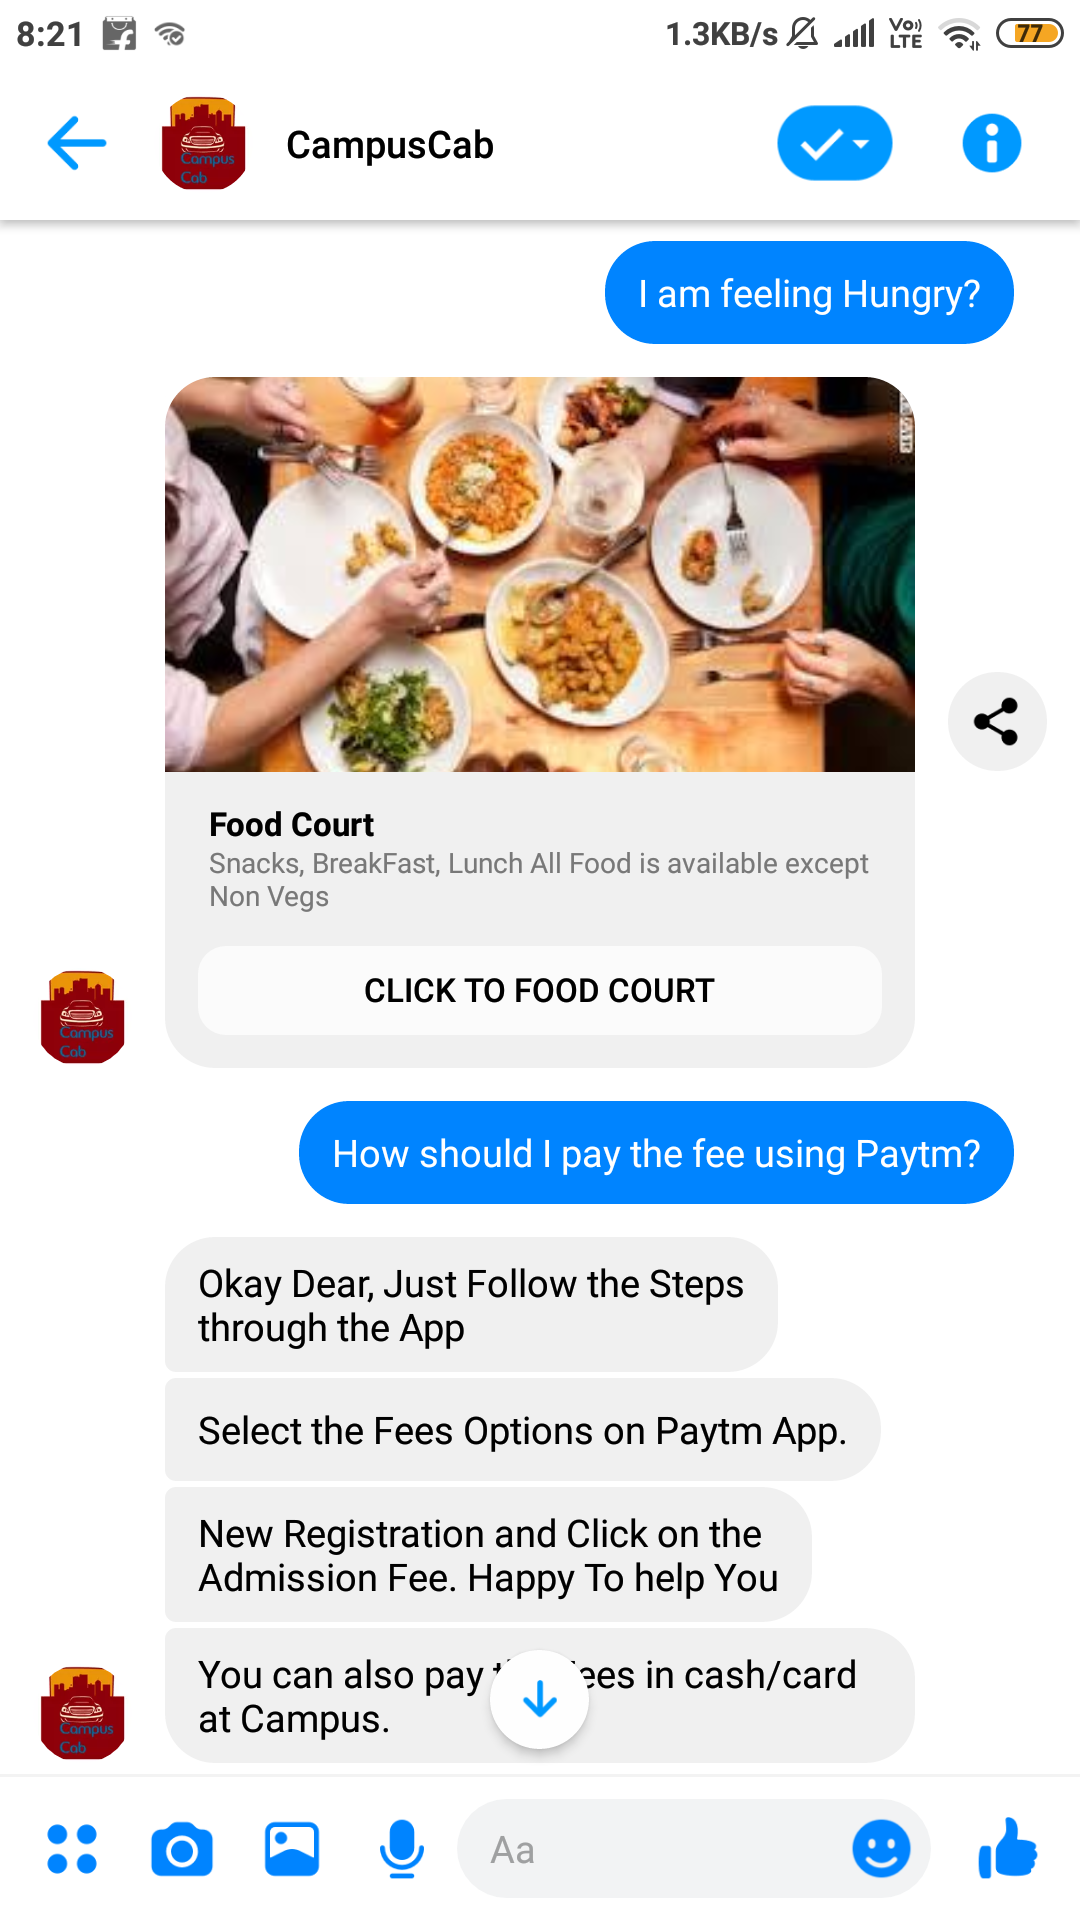 8:21 1.3KB/s Vo)) LTE 77
Campus
Cab
CampusCab
I am feeling Hungry?
Food Court
Snacks, BreakFast, Lunch All Food is available except
Non Vegs
CLICK TO FOOD COURT
Campus
Cab
How should I pay the fee using Paytm?
Okay Dear, Just Follow the Steps
through the App
Select the Fees Options on Paytm App.
New Registration and Click on the
Admission Fee. Happy To help You
You can also pay ees in cash/card
at Campus.
Campus
Cab
Aa